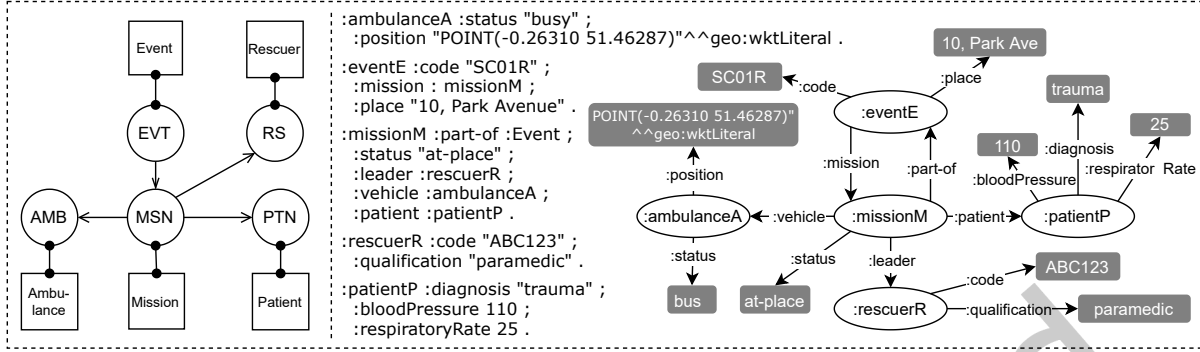 Event
Rescuer
EVT
RS
AMB
MSN
PTN
Ambu-
lance
Mission
Patient
:ambulanceA :status "busy" ;
:position "POINT(-0.26310 51.46287)"^^geo:wktLiteral .
:eventE :code "SC01R" ;
:mission : missionM ;
:place "10, Park Avenue" .
:missionM :part-of :Event ;
:status "at-place" ;
:leader :rescuerR ;
:vehicle :ambulanceA ;
:patient :patientP .
:rescuerR :code "ABC123" ;
:qualification "paramedic" .
:patientP :diagnosis "trauma" ;
:bloodPressure 110 ;
:respiratoryRate 25 .
10, Park Ave
SC01R
:code
:place
:eventE
trauma
POINT(-0.26310 51.46287)"
^^geo:wktLiteral
110
25
:diagnosis
:mission
:part-of
:respirator Rate
:bloodPressure
:position
:ambulanceA
:vehicle
:missionM
:patient
:patientP
:status
:status
:leader
:code
ABC123
bus
at-place
:rescuerR
:qualification
paramedic